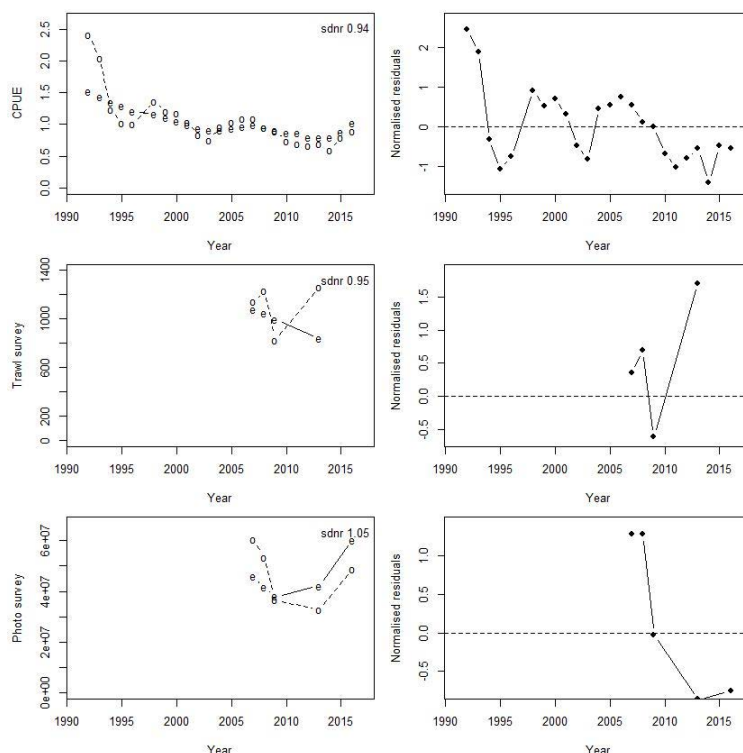 sdnr 0.94
CPUE
0.0 0.5 1.0 1.5 2.0 2.5
1990 1995 2000 2005 2010 2015
Year
Normalised residuals
-1 0 1 2
1990 1995 2000 2005 2010 2015
Year
sdnr 0.95
Trawl survey
0 200 600 1000 1400
1990 1995 2000 2005 2010 2015
Year
Normalised residuals
-0.5 0.0 0.5 1.0 1.5
1990 1995 2000 2005 2010 2015
Year
sdnr 1.05
Photo survey
0e+00 2e+07 4e+07 6e+07
1990 1995 2000 2005 2010 2015
Year
Normalised residuals
-0.5 0.0 1.0
1990 1995 2000 2005 2010 2015
Year